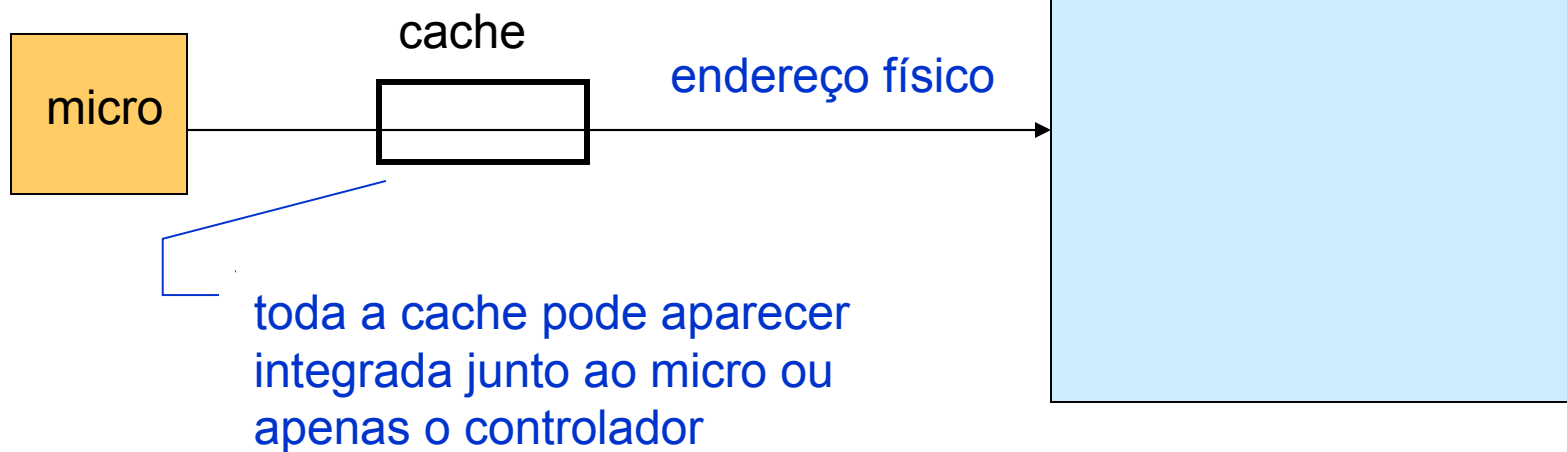 cache
endereço físico
micro
toda a cache pode aparecer
integrada junto ao micro ou
apenas o controlador